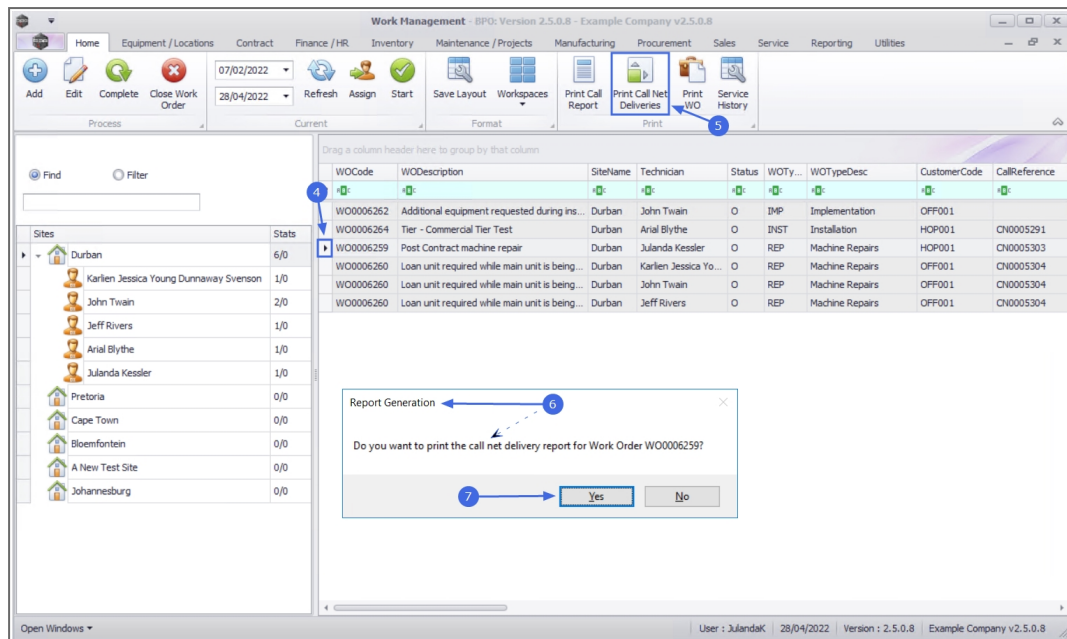 Work Management - BPO: Version 2.5.0.8 - Example Company v2.5.0.8
Home Equipment / Locations Contract Finance / HR Inventory Maintenance / Projects Manufacturing Procurement Sales Service Reporting Utilities
Add Edit Complete Close Work Order
07/02/2022
28/04/2022
Refresh Assign Start Save Layout Workspaces Print Call Report Print Call Net Deliveries Print WO Service History
Process Current Format Print
5
Drag a column header here to group by that column
Find Filter
4
WOCode WODescription SiteName Technician Status WOTy... WOTypeDesc CustomerCode CallReference
WO0006262 Additional equipment requested during ins... Durban John Twain O IMP Implementation OFF001
WO0006264 Tier - Commercial Tier Test Durban Arial Blythe O INST Installation HOP001 CN0005291
WO0006259 Post Contract machine repair Durban Julanda Kessler O REP Machine Repairs HOP001 CN0005303
WO0006260 Loan unit required while main unit is being... Durban Karlien Jessica Yo... O REP Machine Repairs OFF001 CN0005304
WO0006260 Loan unit required while main unit is being... Durban John Twain O REP Machine Repairs OFF001 CN0005304
WO0006260 Loan unit required while main unit is being... Durban Jeff Rivers O REP Machine Repairs OFF001 CN0005304
Sites Stats
Durban 6/0
Karlien Jessica Young Dunnaway Svenson 1/0
John Twain 2/0
Jeff Rivers 1/0
Arial Blythe 1/0
Julanda Kessler 1/0
Pretoria 0/0
Cape Town 0/0
Bloemfontein 0/0
A New Test Site 0/0
Johannesburg 0/0
Report Generation
6
Do you want to print the call net delivery report for Work Order WO0006259?
7
Yes No
Open Windows
User : JulandaK 28/04/2022 Version : 2.5.0.8 Example Company v2.5.0.8